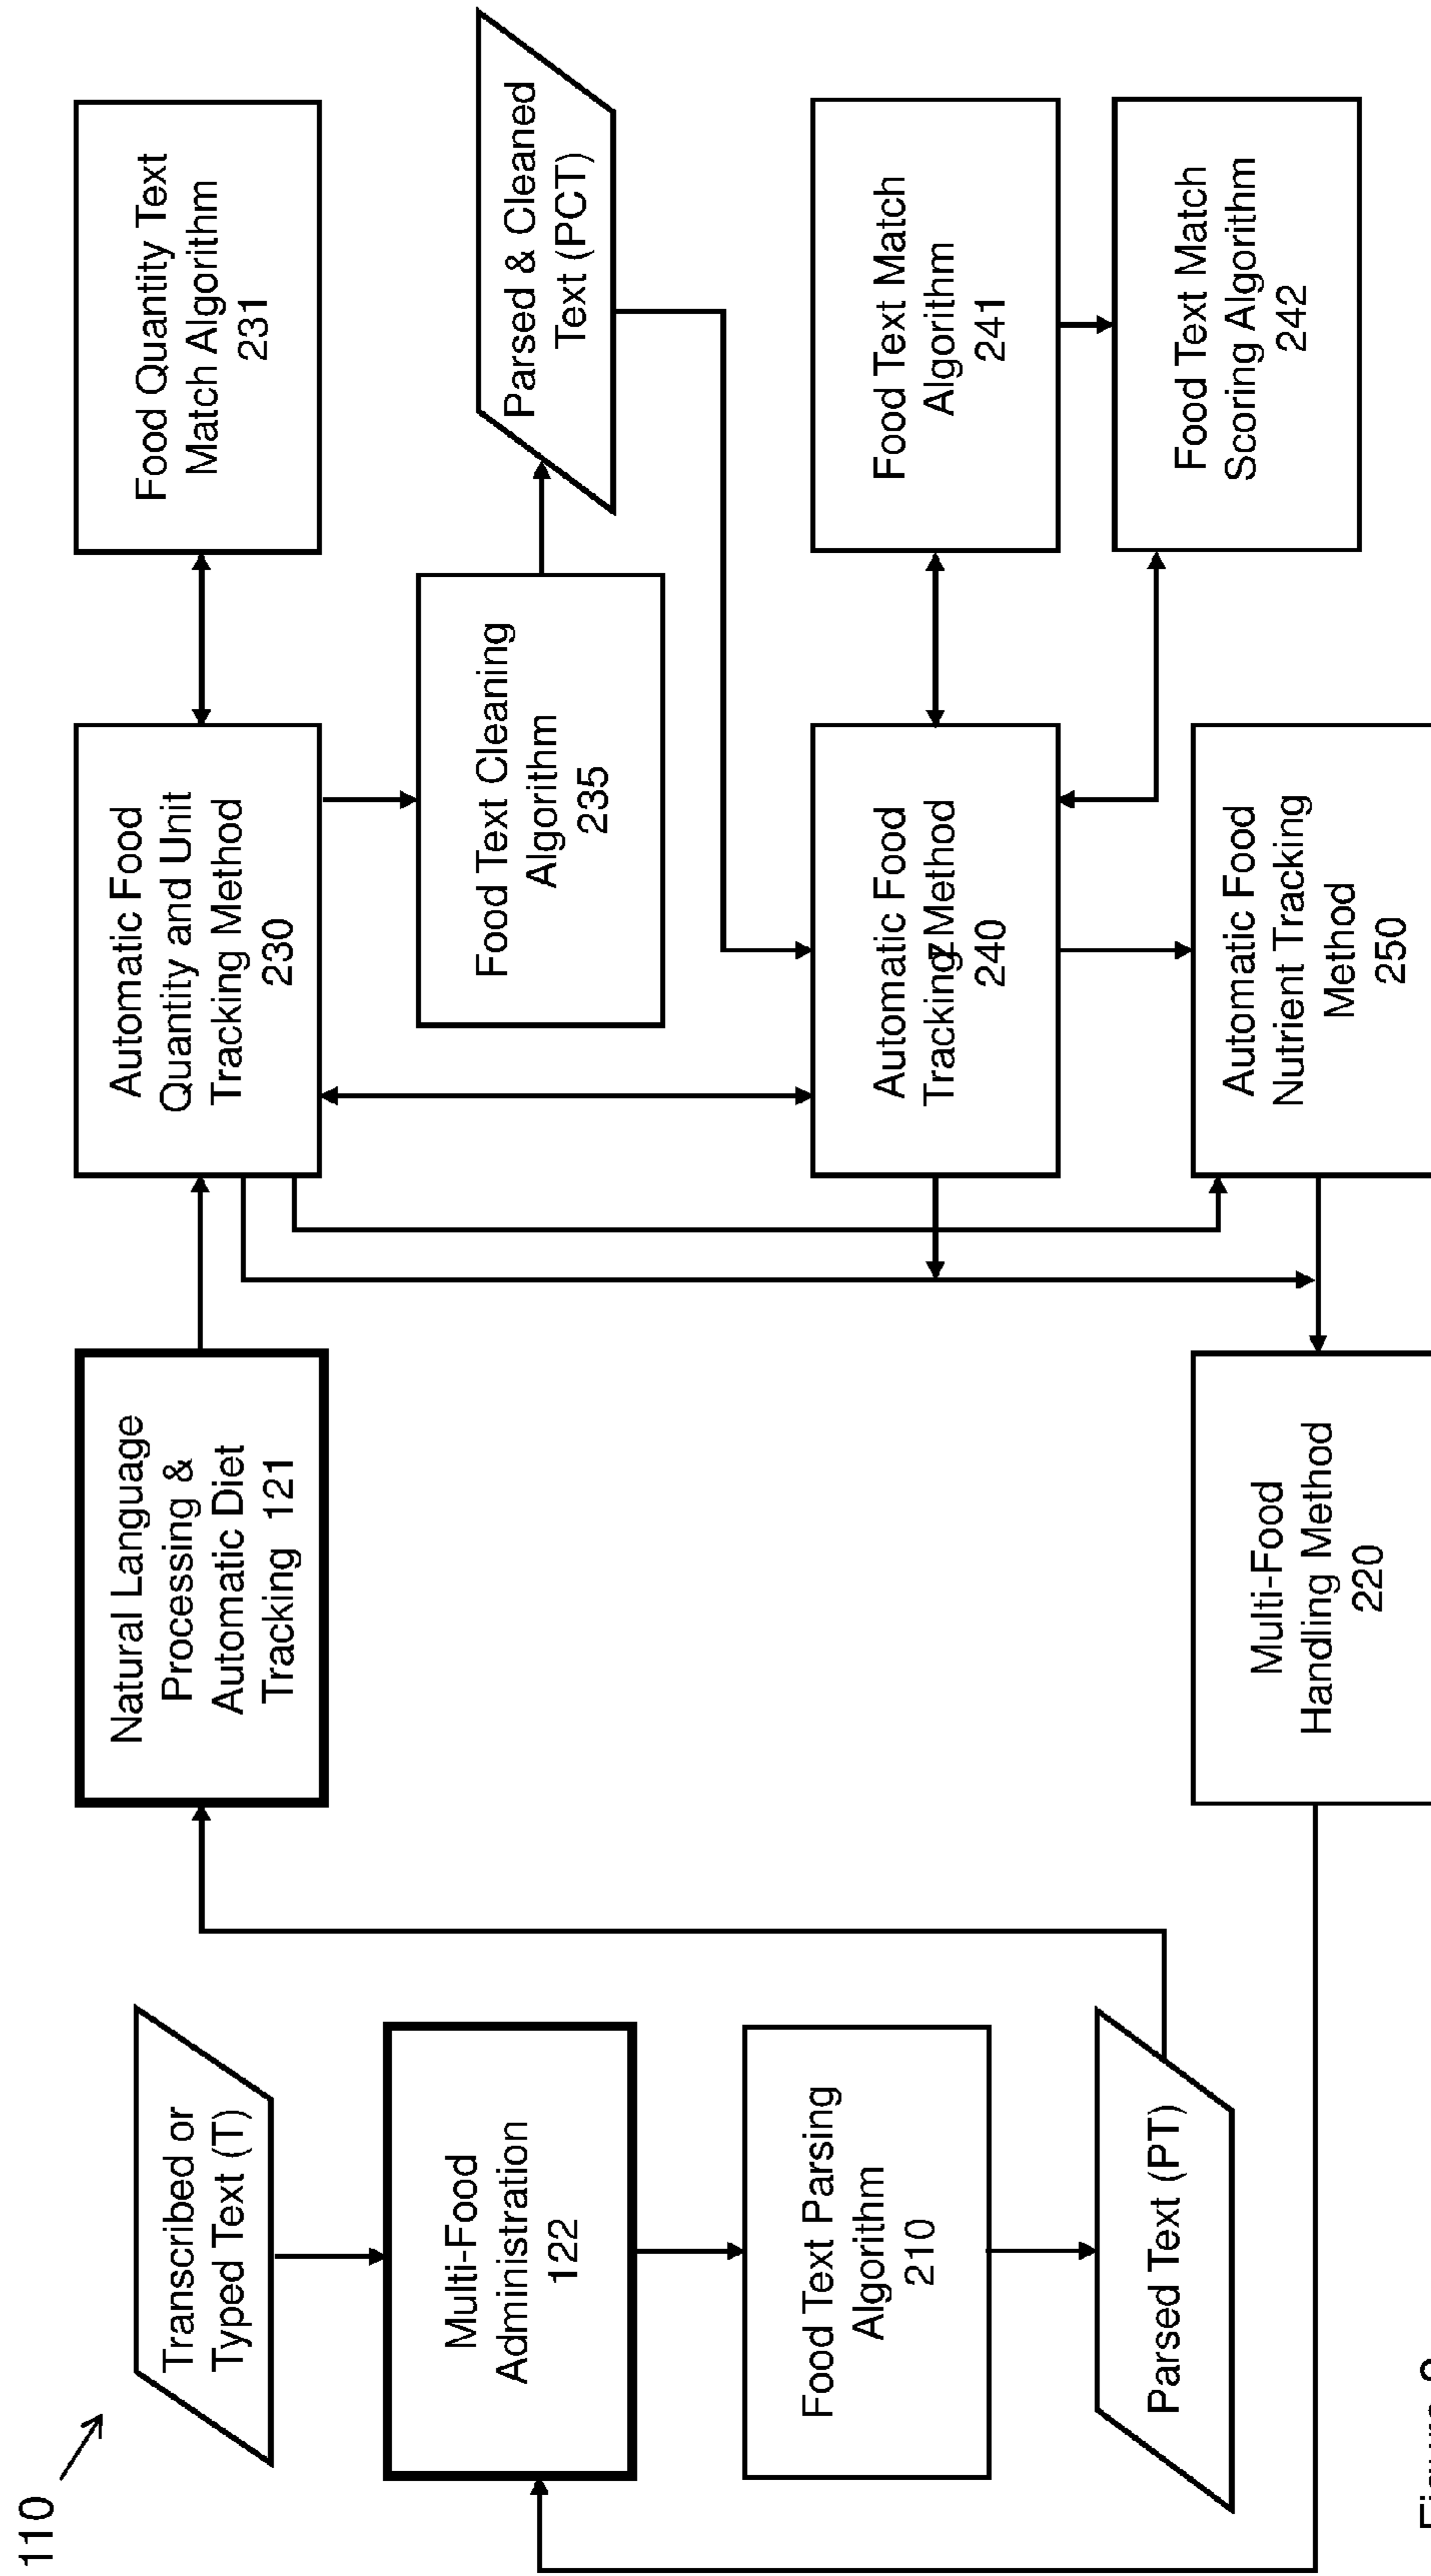 110
Transcribed or
Typed Text (T)
Multi-Food
Administration
122
Food Text Parsing
Algorithm
210
Parsed Text (PT)
Natural Language
Processing &
Automatic Diet
Tracking 121
Multi-Food
Handling Method
220
Automatic Food
Quantity and Unit
Tracking Method
230
Food Text Cleaning
Algorithm
235
Automatic Food
Tracking Method
240
Automatic Food
Nutrient Tracking
Method
250
Food Quantity Text
Match Algorithm
231
Parsed & Cleaned
Text (PCT)
Food Text Match
Algorithm
241
Food Text Match
Scoring Algorithm
242
Figure